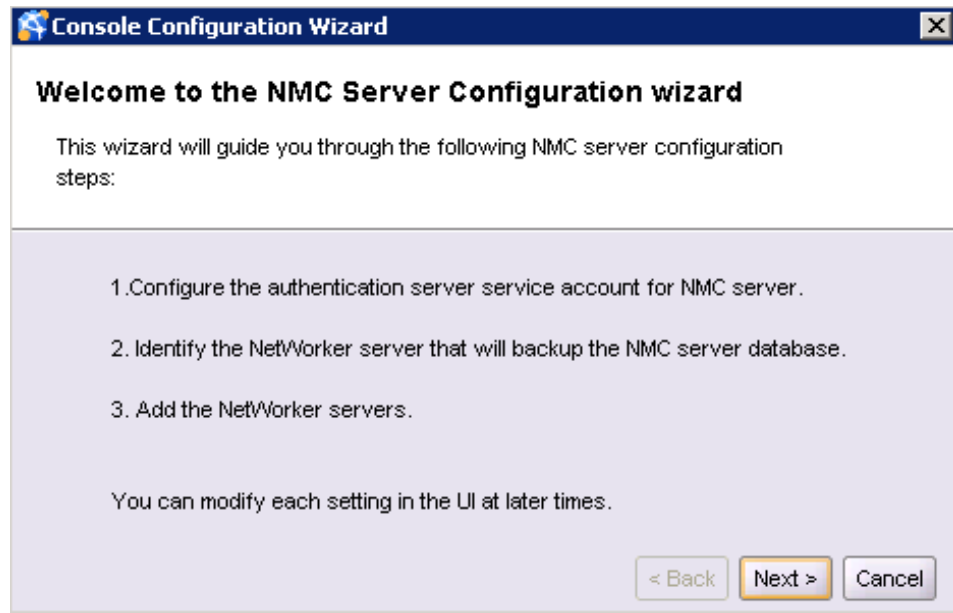 Console Configuration Wizard
Welcome to the NMC Server Configuration wizard
This wizard will guide you through the following NMC server configuration
steps:
1.Configure the authentication server service account for NMC server.
2. Identify the NetWorker server that will backup the NMC server database.
3. Add the NetWorker servers.
You can modify each setting in the UI at later times.
< Back Next > Cancel